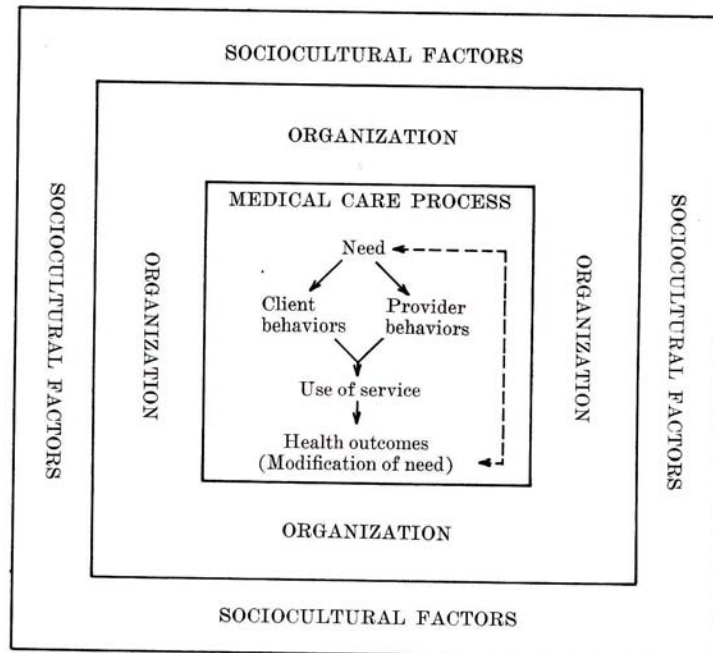 SOCIOCULTURAL FACTORS
ORGANIZATION
MEDICAL CARE PROCESS
Need
Client
behaviors
Provider
behaviors
Use of service
Health outcomes
(Modification of need)
ORGANIZATION
ORGANIZATION
ORGANIZATION
SOCIOCULTURAL FACTORS
SOCIOCULTURAL FACTORS
SOCIOCULTURAL FACTORS